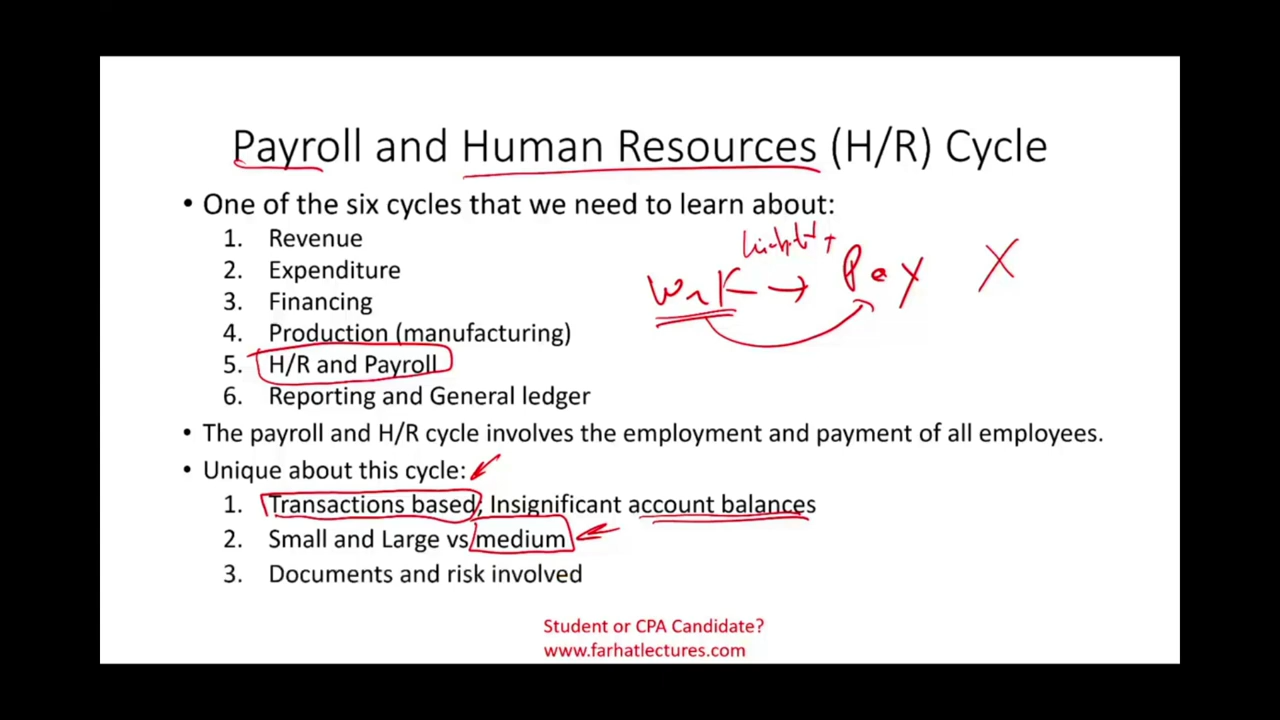 Payroll and Human Resources (H/R) Cycle
• One of the six cycles that we need to learn about:
1. Revenue
2. Expenditure
3. Financing
4. Production (manufacturing)
5. H/R and Payroll
6. Reporting and General ledger
Pay X
• The payroll and H/R cycle involves the employment and payment of all employees.
• Unique about this cycle:
1. Transactions based, Insignificant account balances
2. Small and Large vs medium
3. Documents and risk involved
Student or CPA Candidate?
www.farhatlectures.com